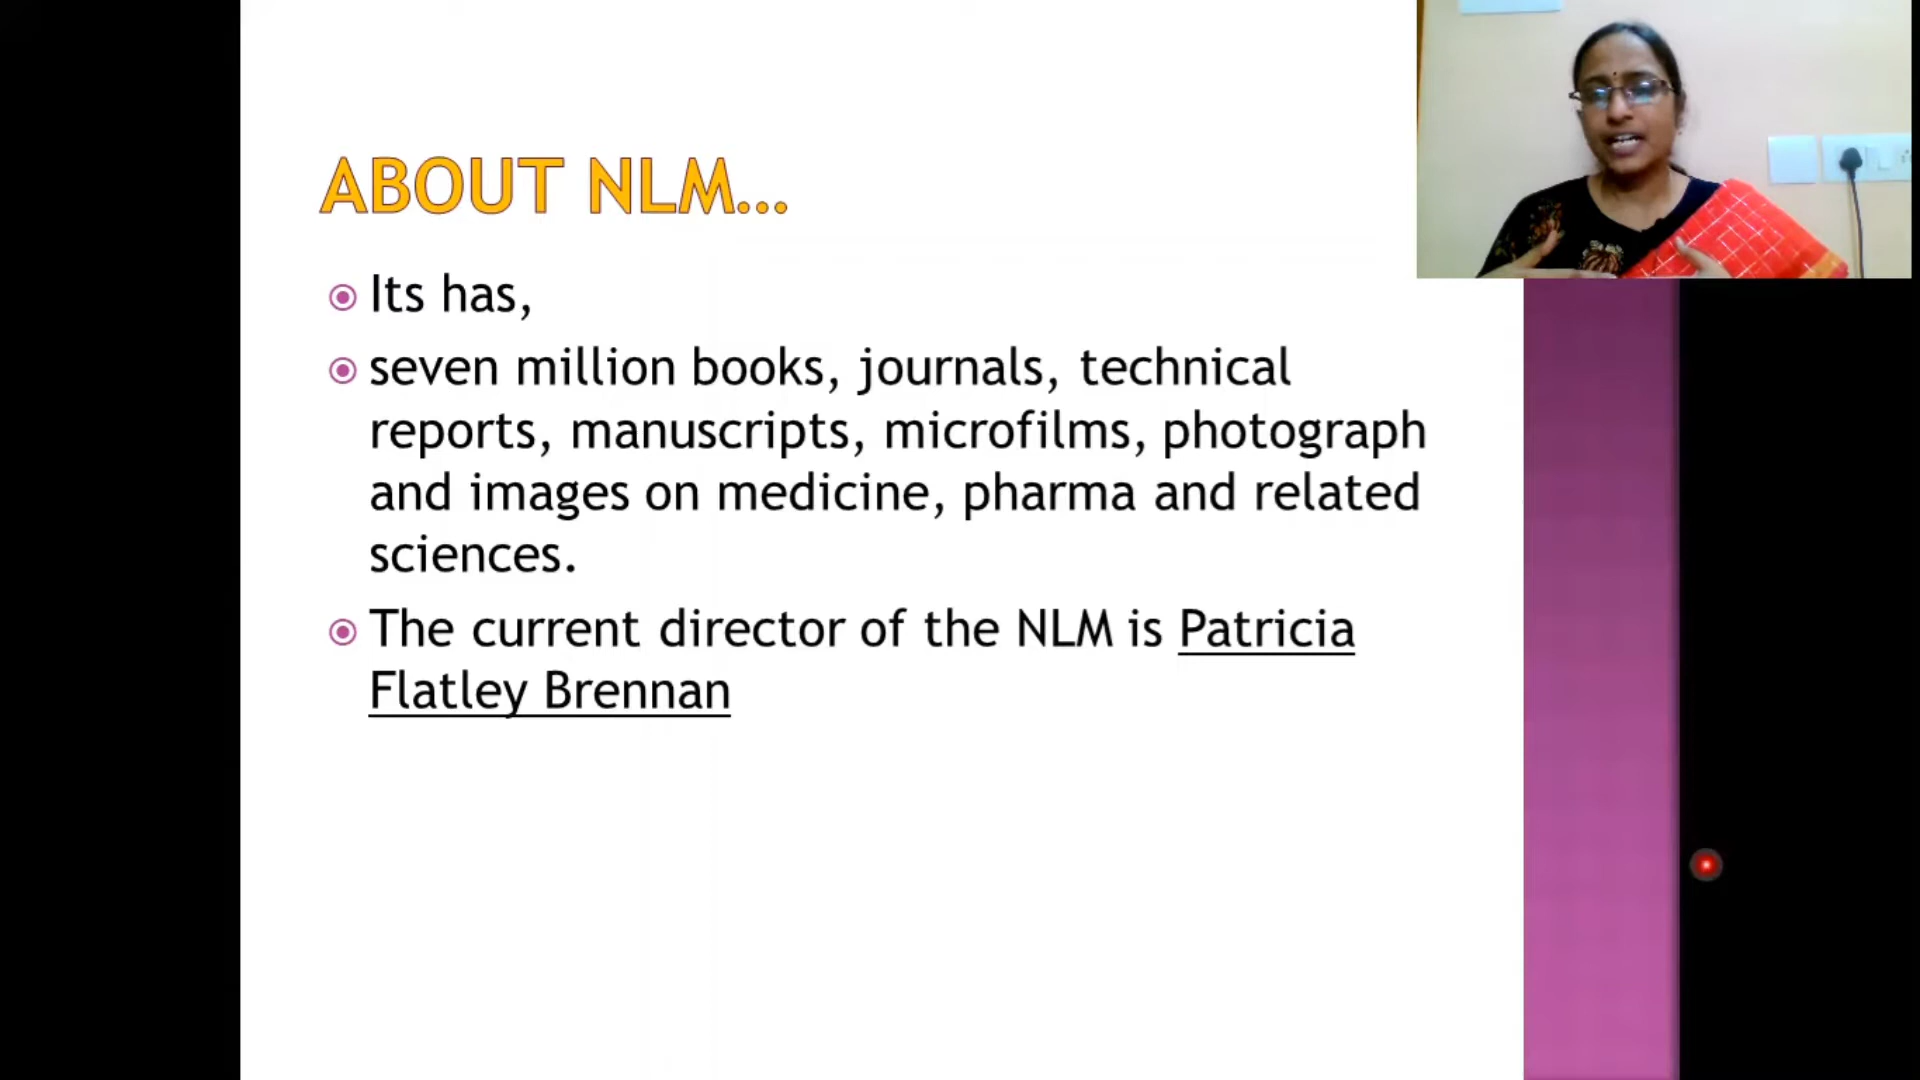 ABOUT NLM...
Its has,
seven million books, journals, technical
reports, manuscripts, microfilms, photograph
and images on medicine, pharma and related
sciences.
The current director of the NLM is Patricia
Flatley Brennan